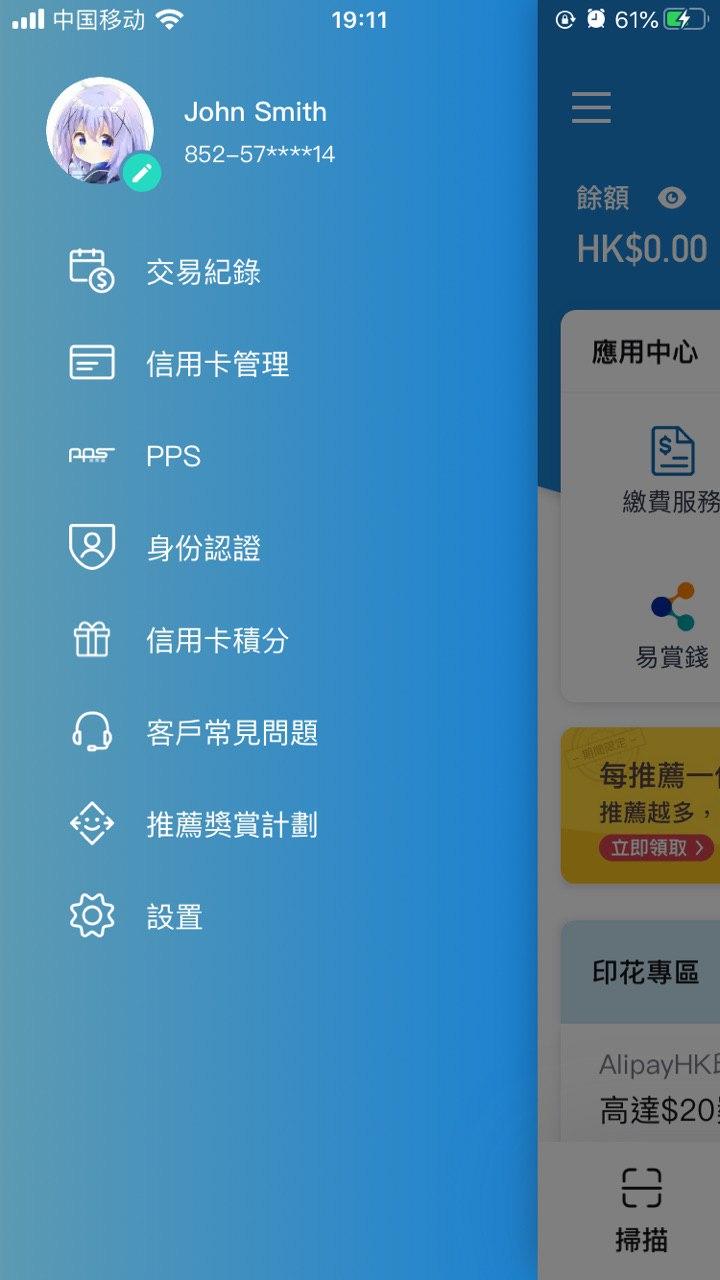 中国移动
19:11
61%
John Smith
852-57****14
交易紀錄
信用卡管理
PPS
PPS
身份認證
信用卡積分
客戶常見問題
推薦獎賞計劃
設置
餘額
HK$0.00
應用中心
繳費服務
易賞錢
期間限定
每推薦一
推薦越多，
立即領取
印花專區
AlipayHK
高達$20
掃描